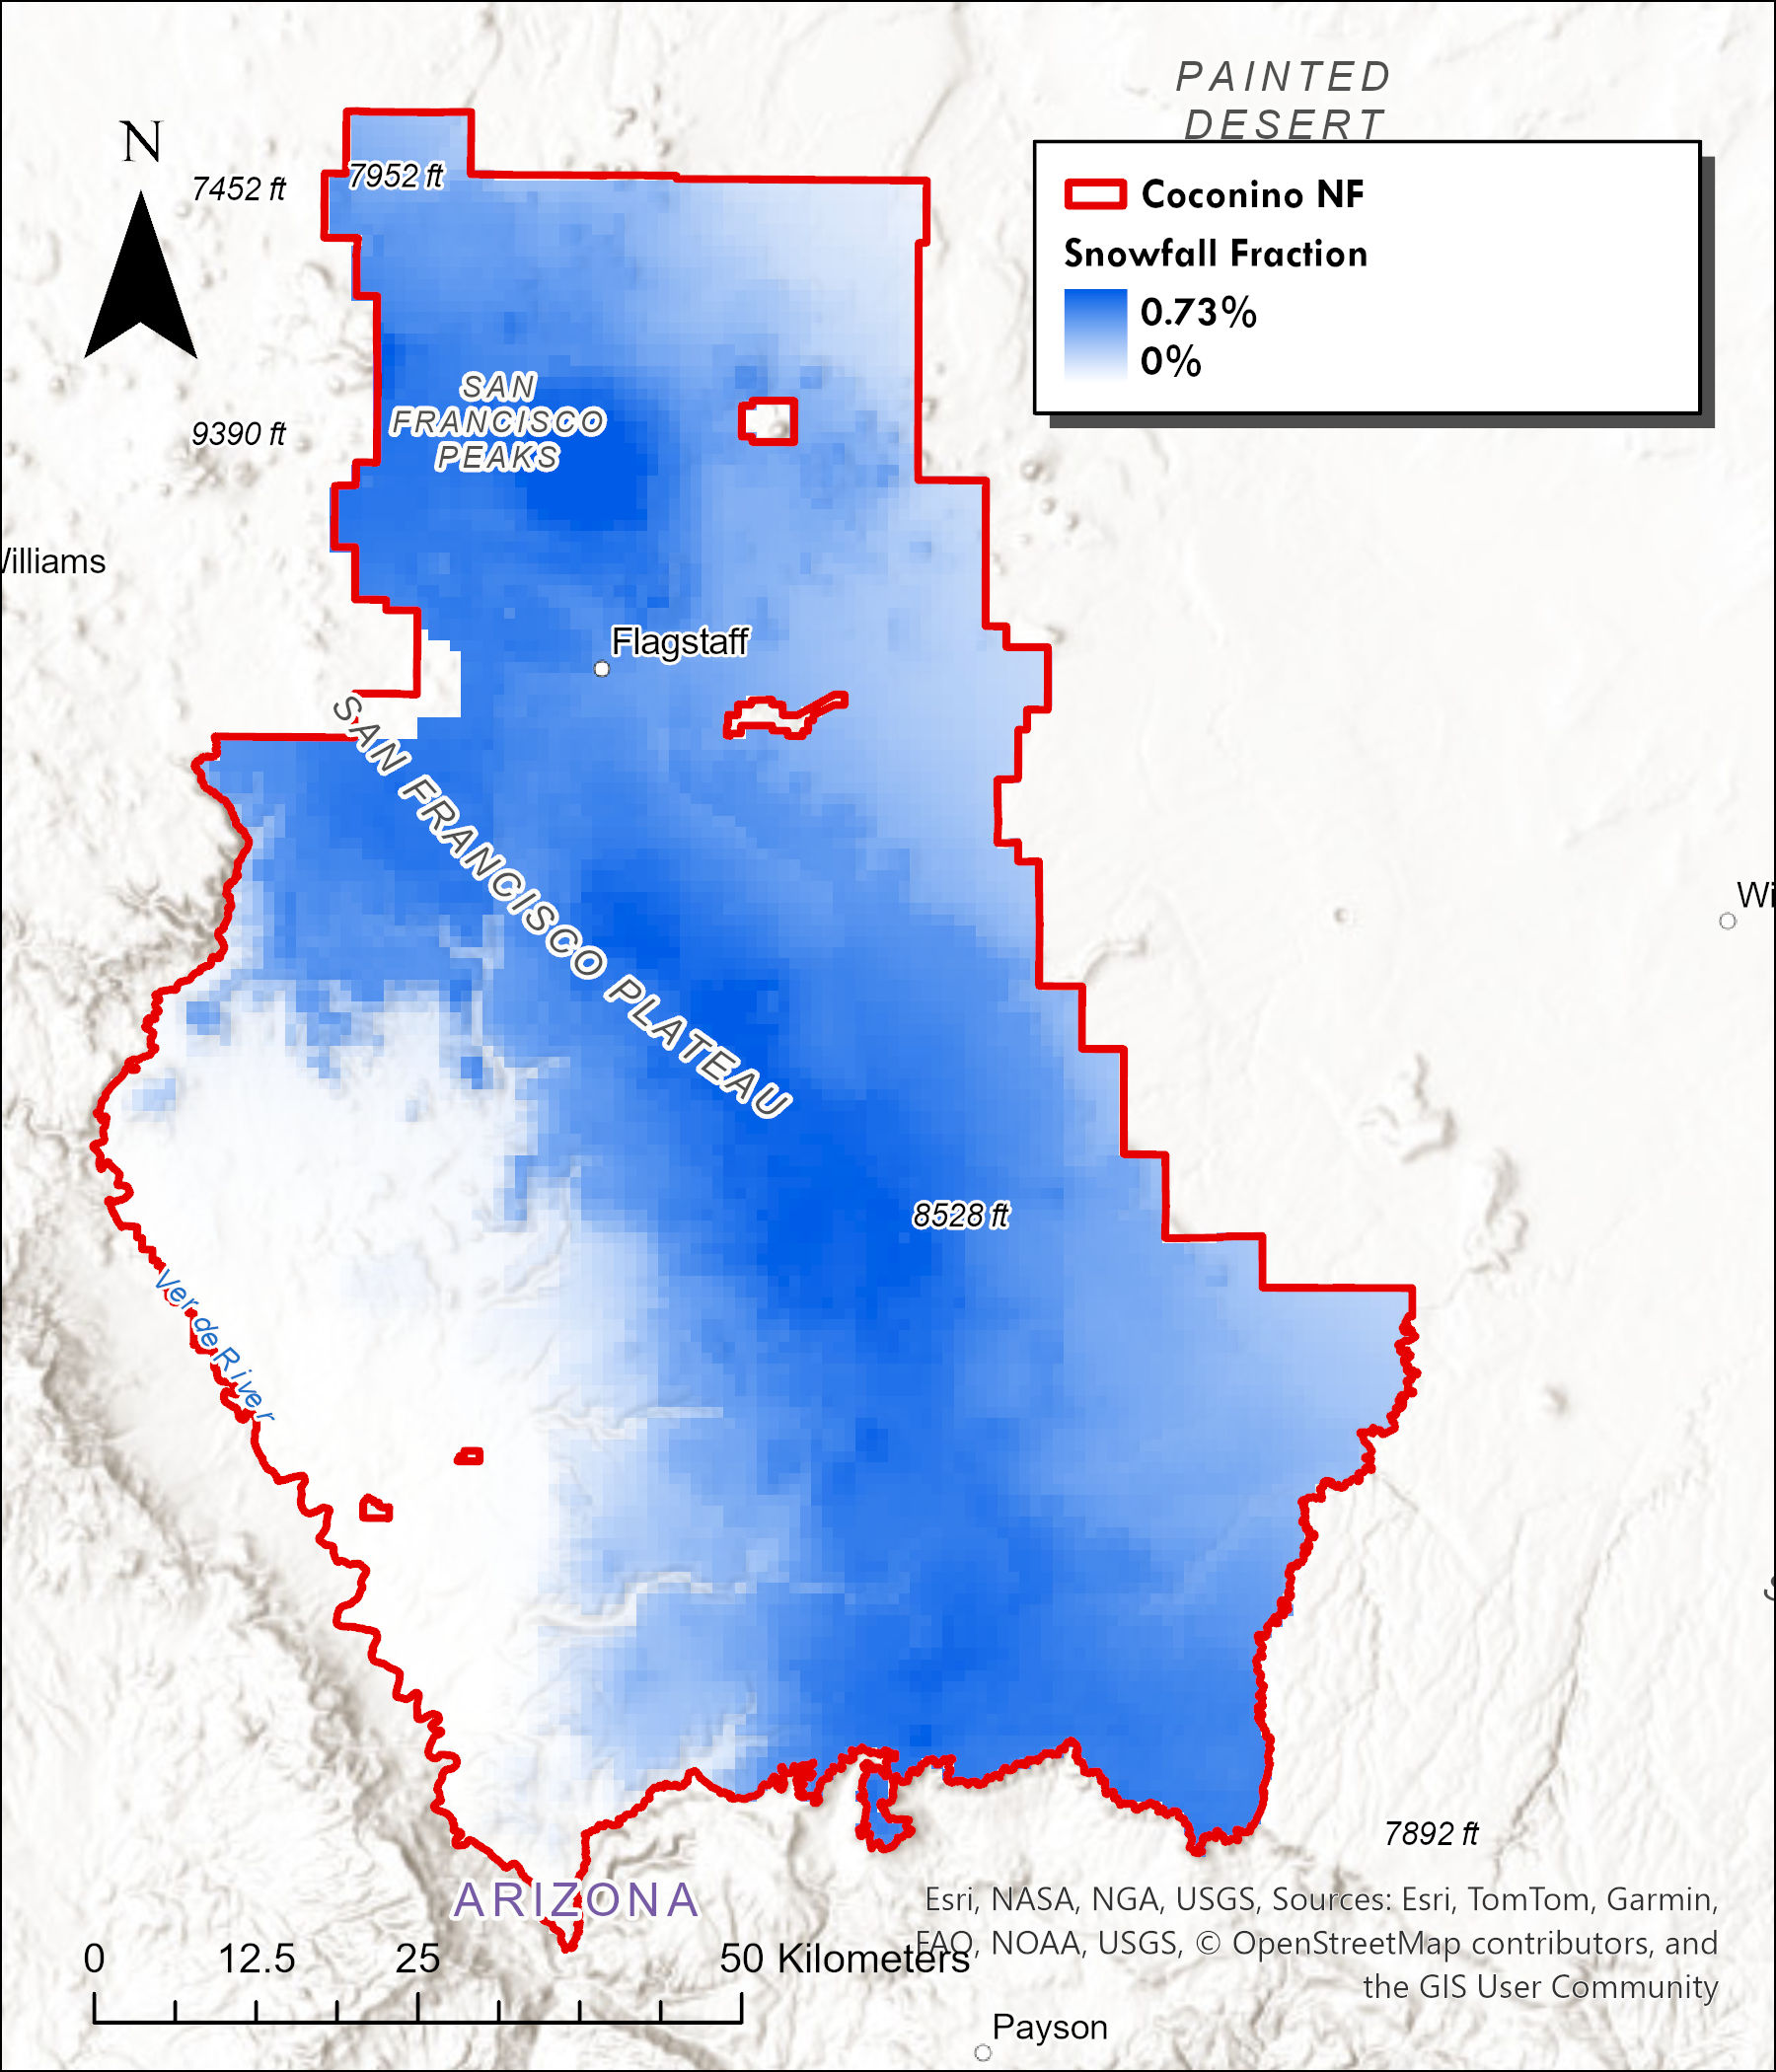 PAINTED
DESERT
N
7452 ft
7952 ft
Coconino NF
Snowfall Fraction
0.73%
0%
SAN
FRANCISCO
PEAKS
9390 ft
Williams
Flagstaff
SAN FRANCISCO PLATEAU
Wi
8528 ft
Verde River
7892 ft
ARIZONA
Esri, NASA, NGA, USGS, Sources: Esri, TomTom, Garmin,
FAO, NOAA, USGS, © OpenStreetMap contributors, and
the GIS User Community
0 12.5 25 50 Kilometers
Payson